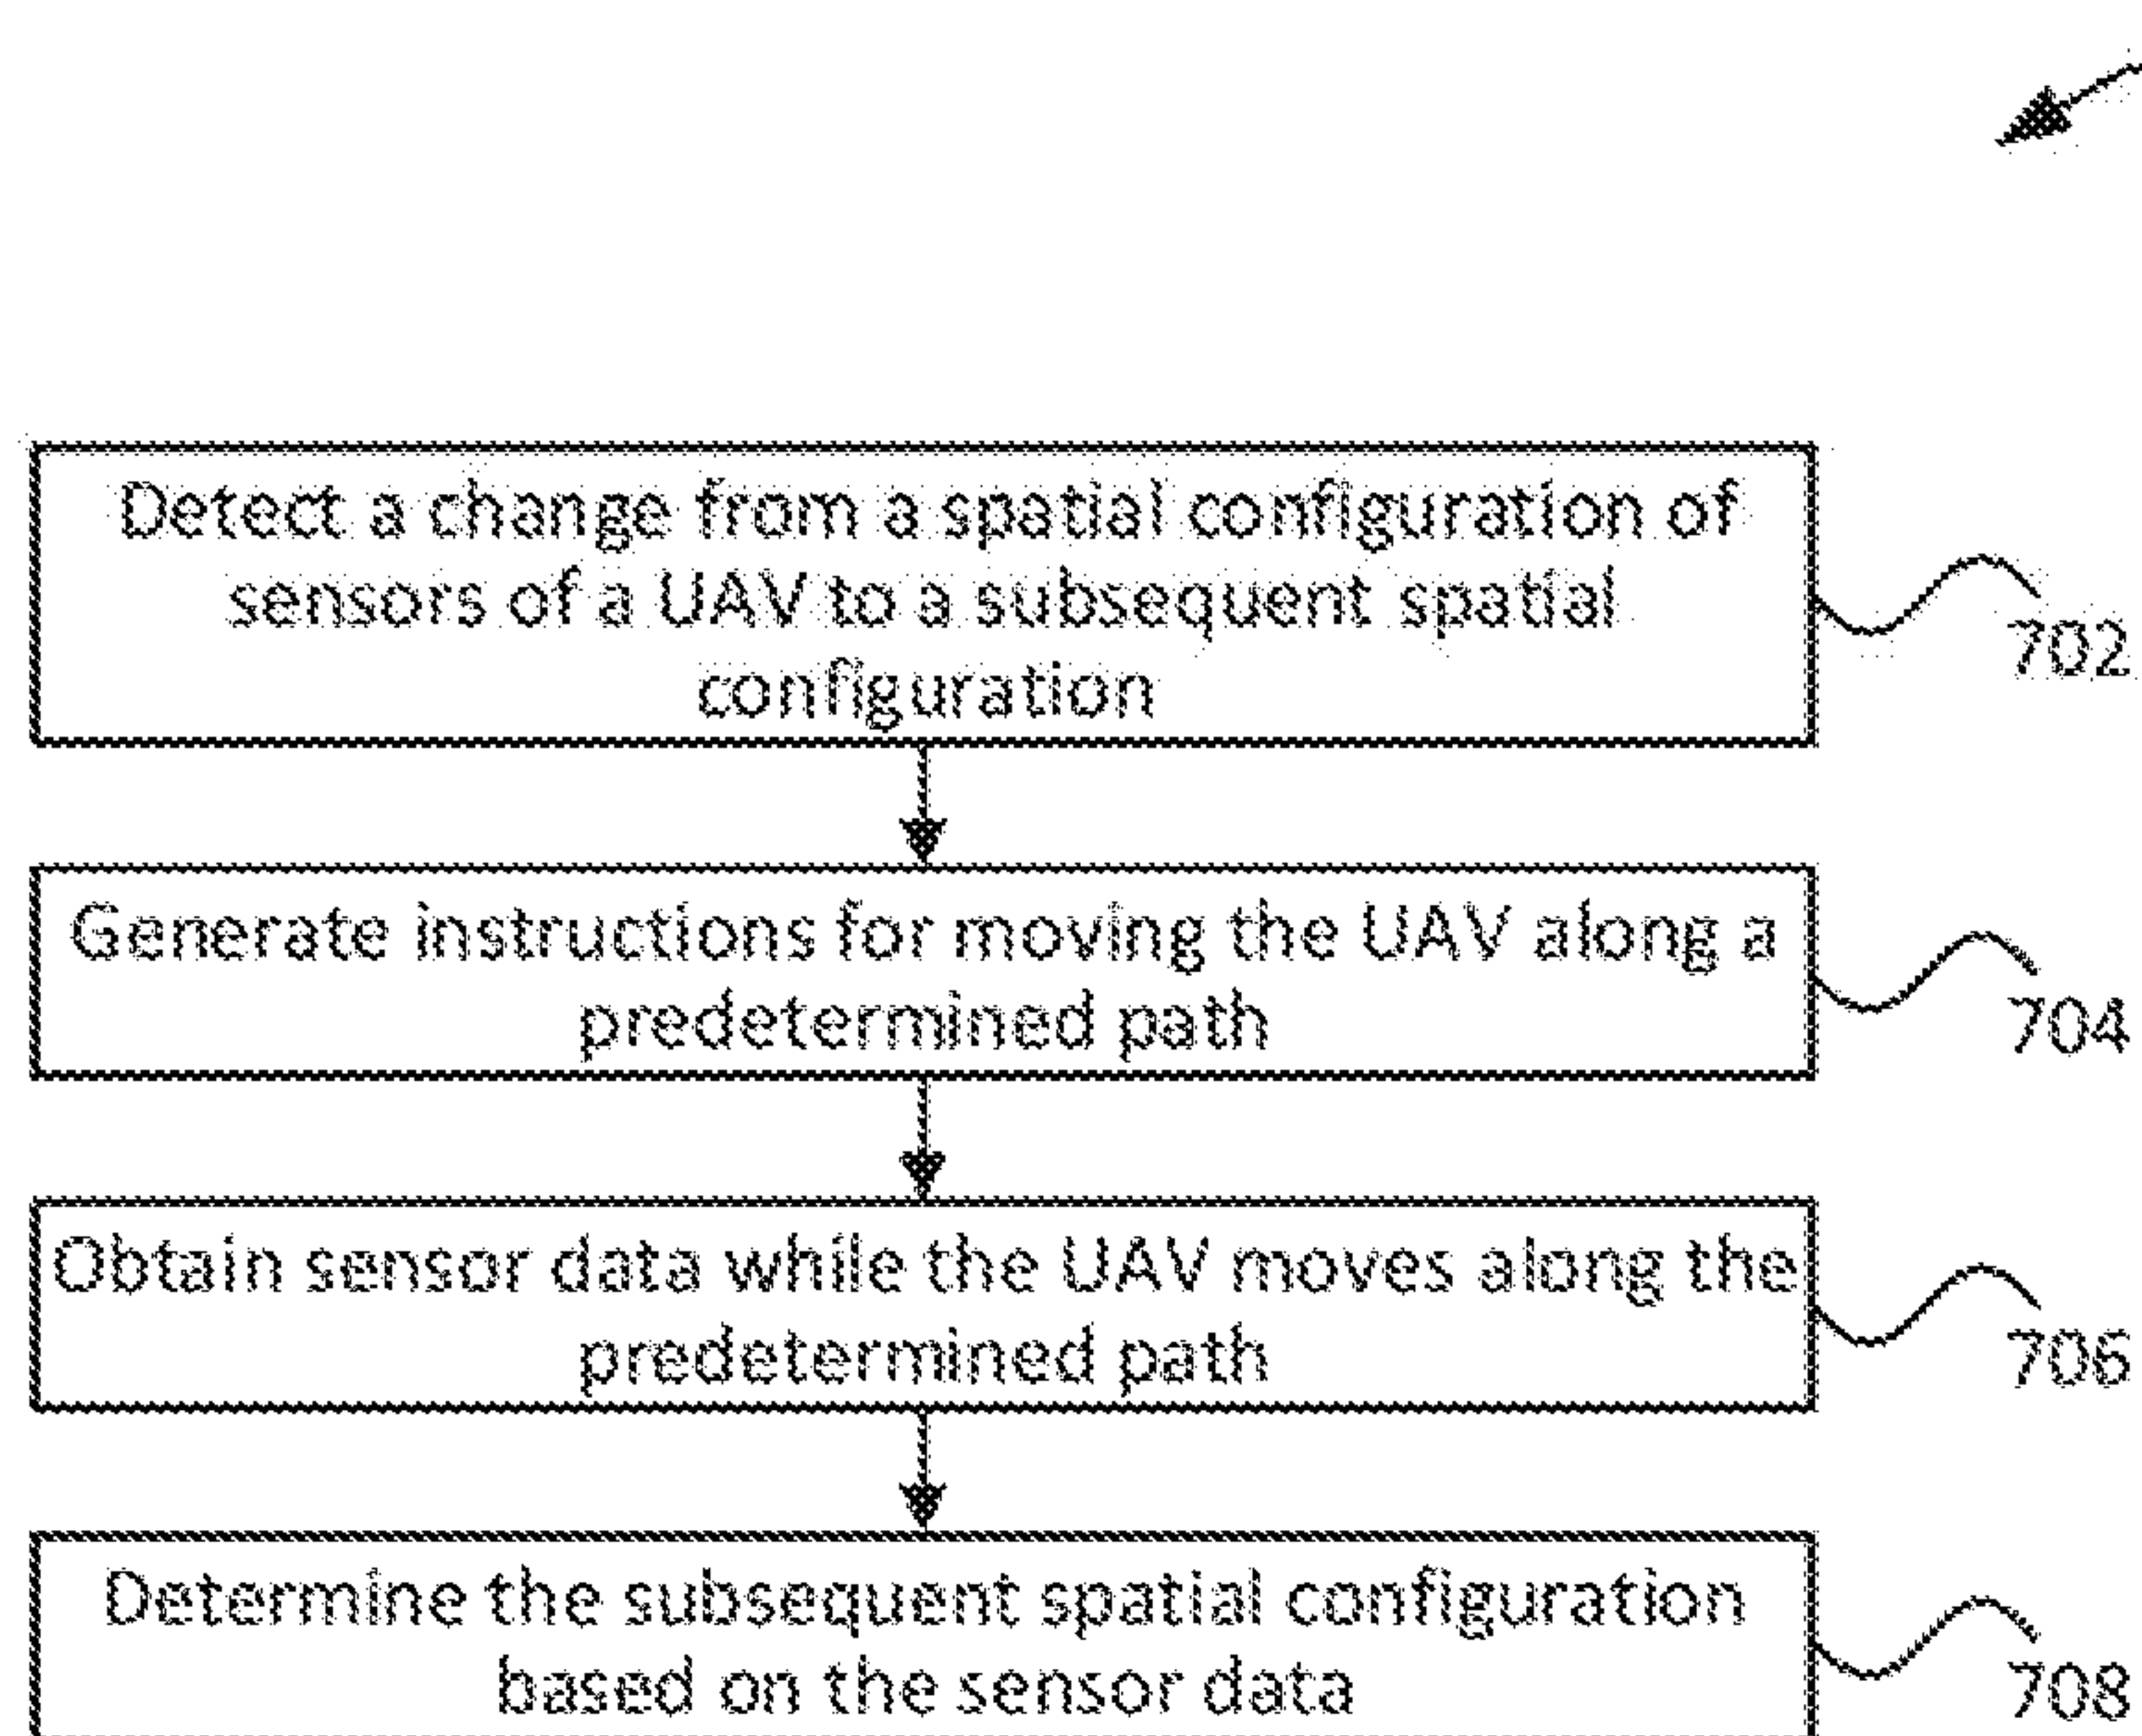 Detect a change from a spatial configuration of
sensors of a UAV to a subsequent spatial
configuration
702
Generate instructions for moving the UAV along a
predetermined path
704
Obtain sensor data while the UAV moves along the
predetermined path
706
Determine the subsequent spatial configuration
based on the sensor data
708